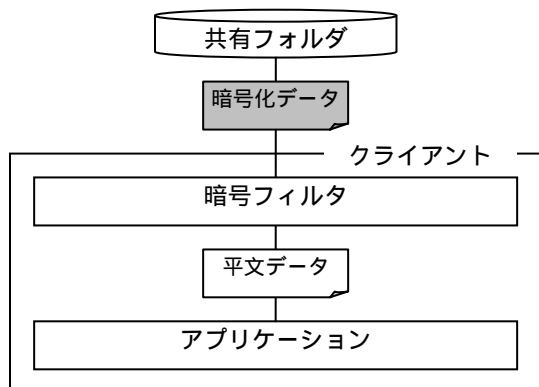 共有フォルダ
暗号化データ
クライアント
暗号フィルタ
平文データ
アプリケーション